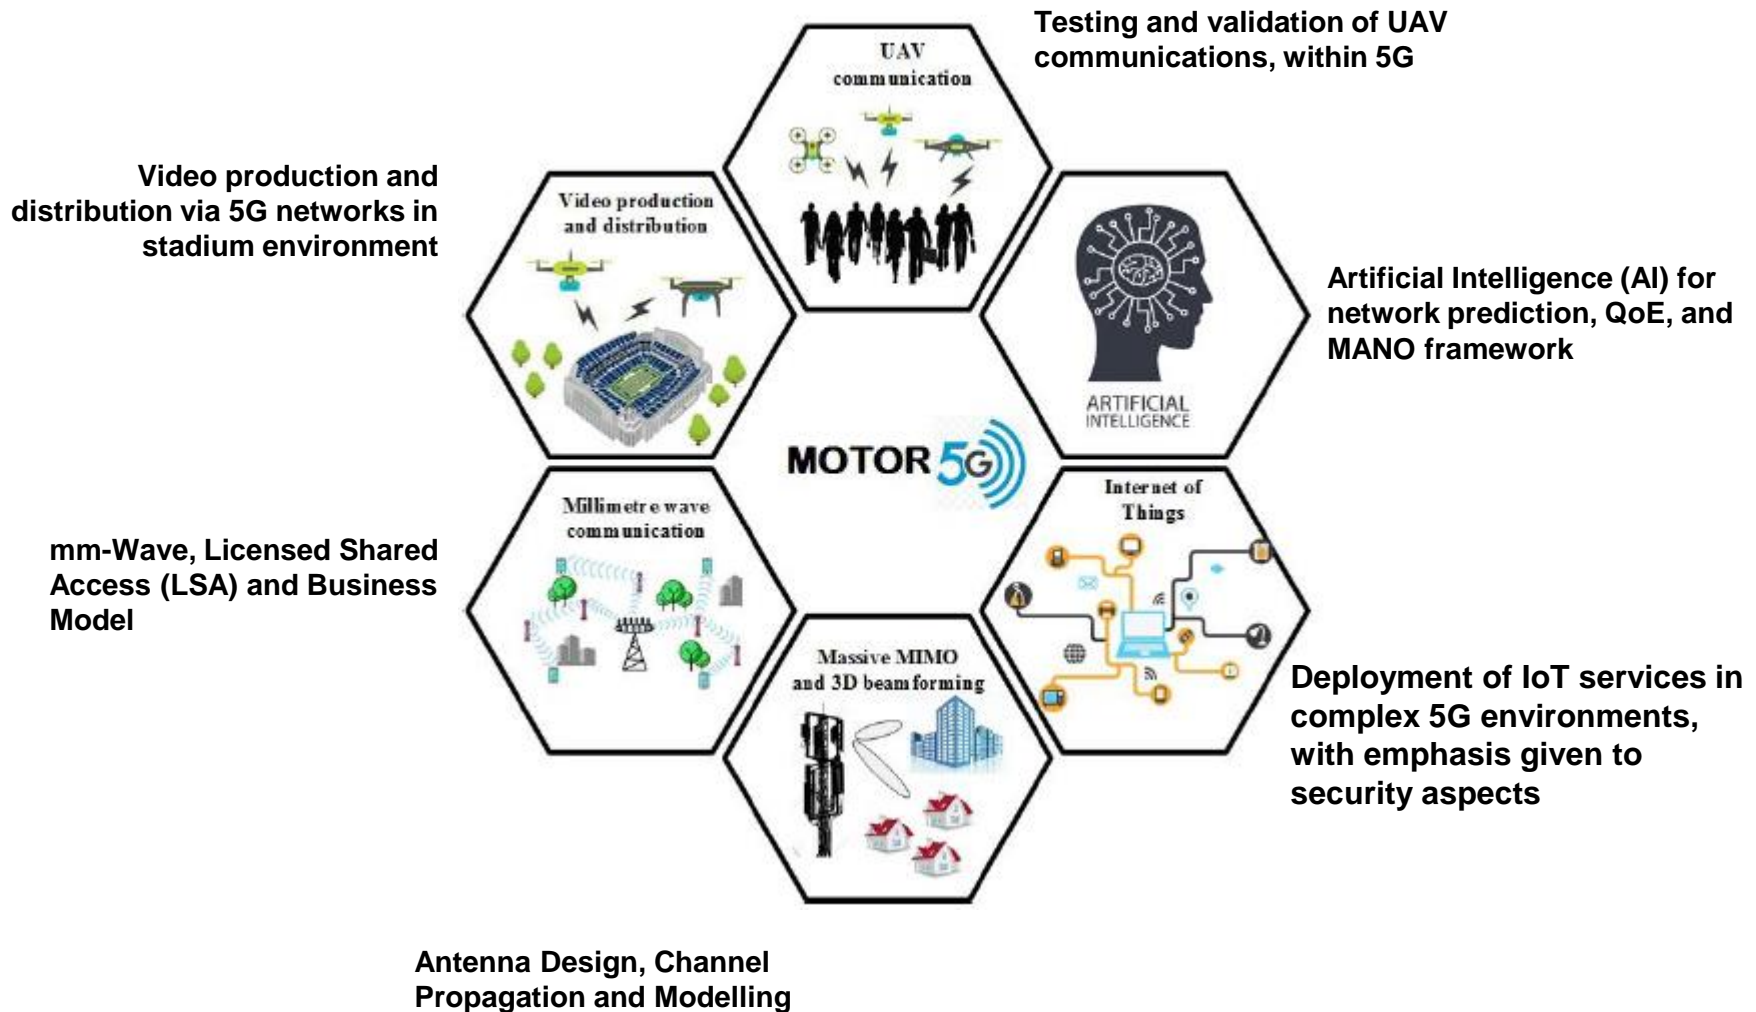 Testing and validation of UAV
communications, within 5G
UAV
communication
Video production and
distribution via 5G networks in
stadium environment
Video production
and distribution
Artificial Intelligence (AI) for
network prediction, QoE, and
MANO framework
ARTIFICIAL
INTELLIGENCE
MOTOR 5G
Millimetre wave
communication
Internet of
Things
mm-Wave, Licensed Shared
Access (LSA) and Business
Model
Massive MIMO
and 3D beamforming
Deployment of IoT services in
complex 5G environments,
with emphasis given to
security aspects
Antenna Design, Channel
Propagation and Modelling